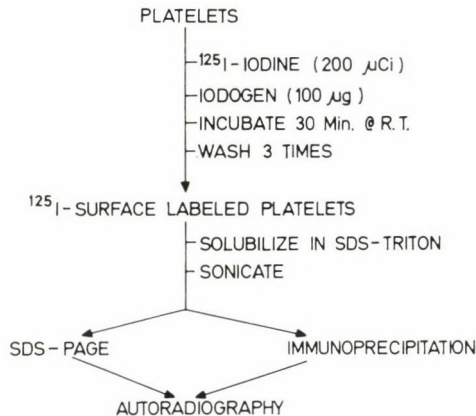 PLATELETS
¹²⁵I-IODINE (200 µCi)
IODOGEN (100 µg)
INCUBATE 30 Min. @ R.T.
WASH 3 TIMES
¹²⁵I-SURFACE LABELED PLATELETS
SOLUBILIZE IN SDS-TRITON
SONICATE
SDS-PAGE
IMMUNOPRECIPITATION
AUTORADIOGRAPHY